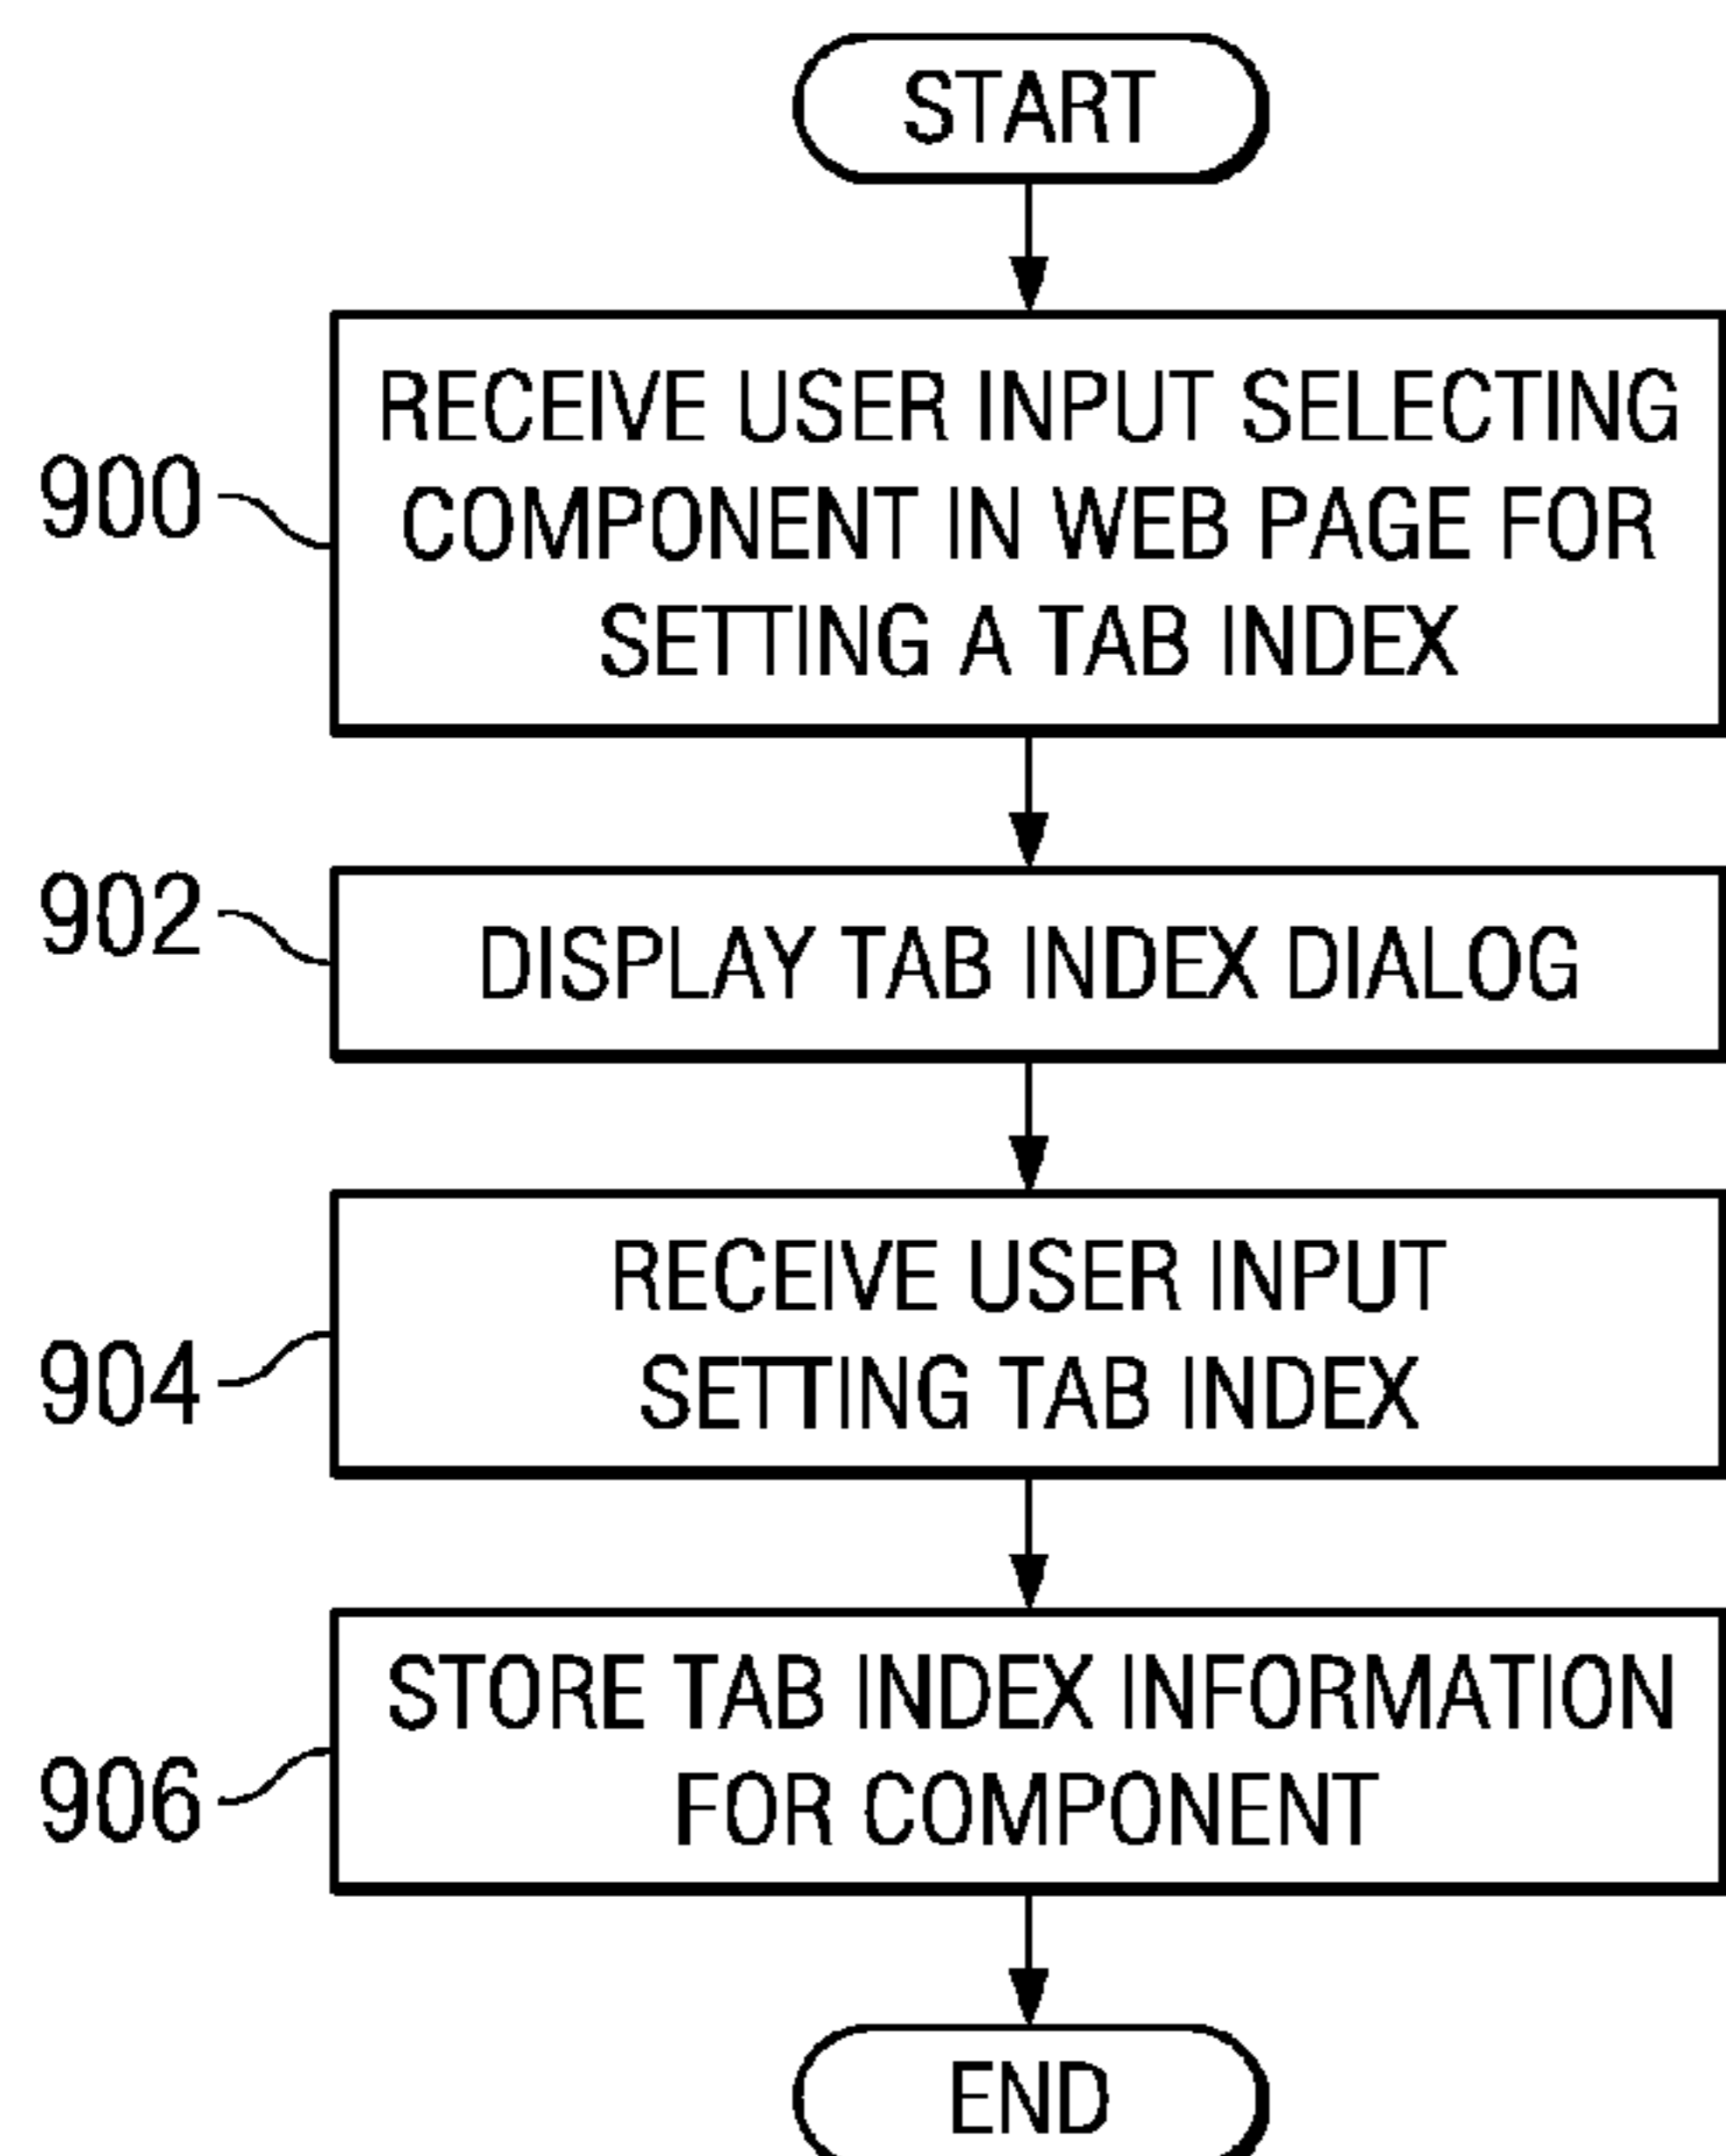 START
RECEIVE USER INPUT SELECTING
COMPONENT IN WEB PAGE FOR
SETTING A TAB INDEX
900
902
DISPLAY TAB INDEX DIALOG
RECEIVE USER INPUT
SETTING TAB INDEX
904
STORE TAB INDEX INFORMATION
FOR COMPONENT
906
END